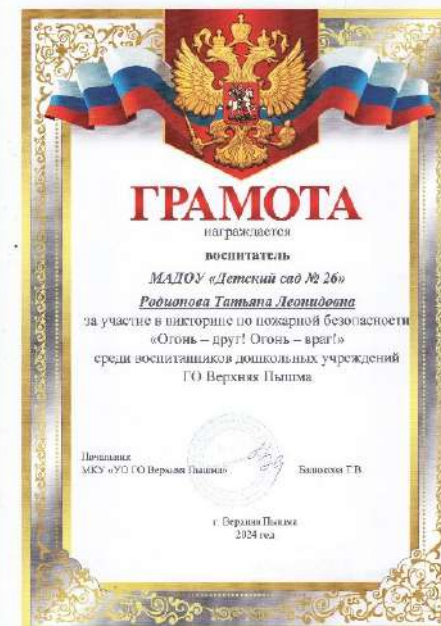 ГРАМОТА
награждается
воспитатель
МАДОУ «Детский сад № 26»
Родионова Татьяна Леонидовна
за участие в викторине по пожарной безопасности
«Огонь – друг! Огонь – враг!»
среди воспитанников дошкольных учреждений
ГО Верхняя Пышма
Начальник
МКУ «УО ГО Верхняя Пышма»
Т.В.
г. Верхняя Пышма
2024 год